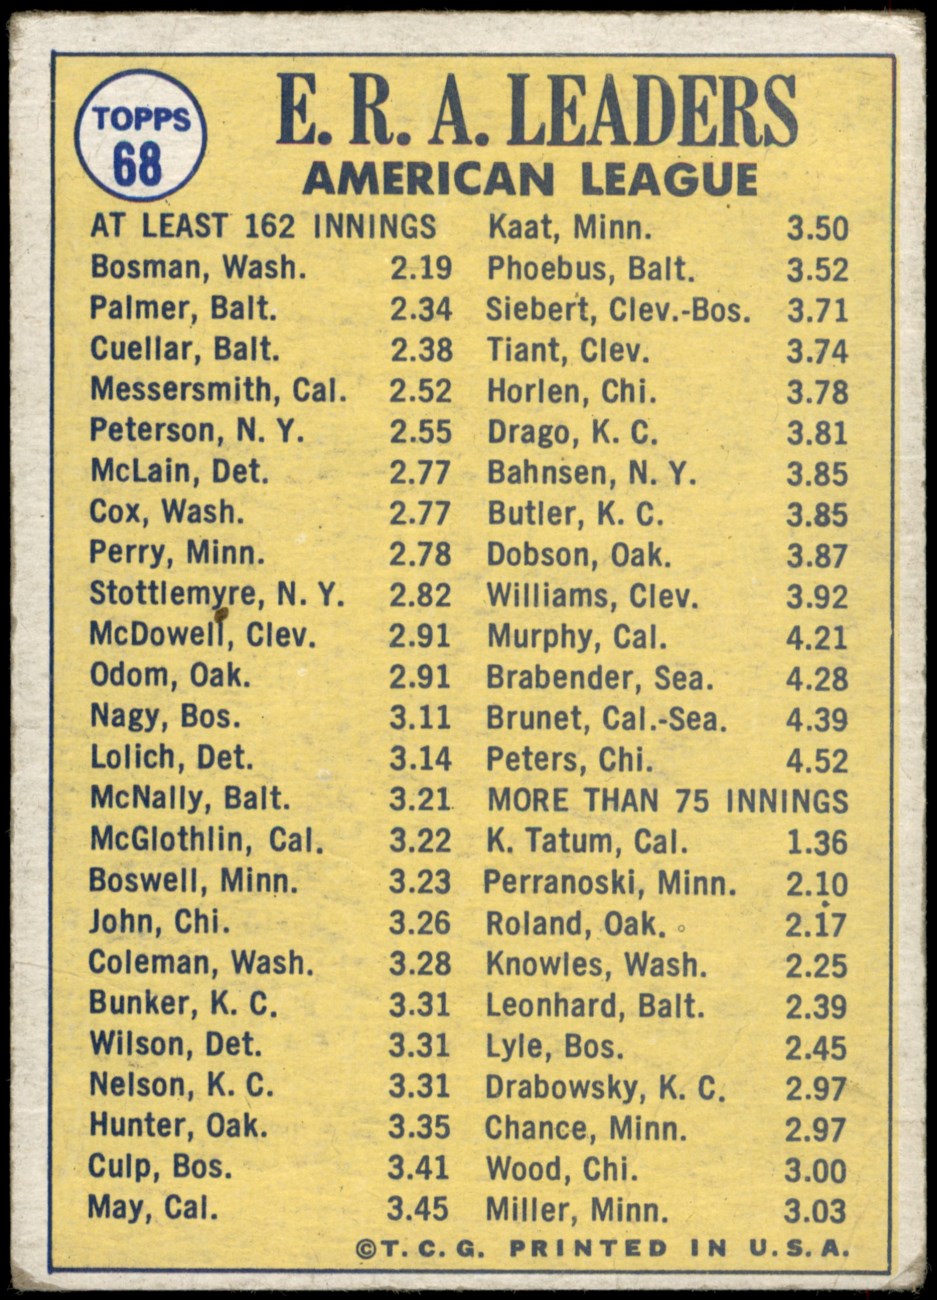 TOPPS
68
E. R. A. LEADERS
AMERICAN LEAGUE
AT LEAST 162 INNINGS
Bosman, Wash. 2.19
Palmer, Balt. 2.34
Cuellar, Balt. 2.38
Messersmith, Cal. 2.52
Peterson, N. Y. 2.55
McLain, Det. 2.77
Cox, Wash. 2.77
Perry, Minn. 2.78
Stottlemyre, N. Y. 2.82
McDowell, Clev. 2.91
Odom, Oak. 2.91
Nagy, Bos. 3.11
Lolich, Det. 3.14
McNally, Balt. 3.21
McGlothlin, Cal. 3.22
Boswell, Minn. 3.23
John, Chi. 3.26
Coleman, Wash. 3.28
Bunker, K. C. 3.31
Wilson, Det. 3.31
Nelson, K. C. 3.31
Hunter, Oak. 3.35
Culp, Bos. 3.41
May, Cal. 3.45
Kaat, Minn. 3.50
Phoebus, Balt. 3.52
Siebert, Clev.-Bos. 3.71
Tiant, Clev. 3.74
Horlen, Chi. 3.78
Drago, K. C. 3.81
Bahnsen, N. Y. 3.85
Butler, K. C. 3.85
Dobson, Oak. 3.87
Williams, Clev. 3.92
Murphy, Cal. 4.21
Brabender, Sea. 4.28
Brunet, Cal.-Sea. 4.39
Peters, Chi. 4.52
MORE THAN 75 INNINGS
K. Tatum, Cal. 1.36
Perranoski, Minn. 2.10
Roland, Oak. 2.17
Knowles, Wash. 2.25
Leonhard, Balt. 2.39
Lyle, Bos. 2.45
Drabowsky, K. C. 2.97
Chance, Minn. 2.97
Wood, Chi. 3.00
Miller, Minn. 3.03
©T. C. G. PRINTED IN U. S. A.